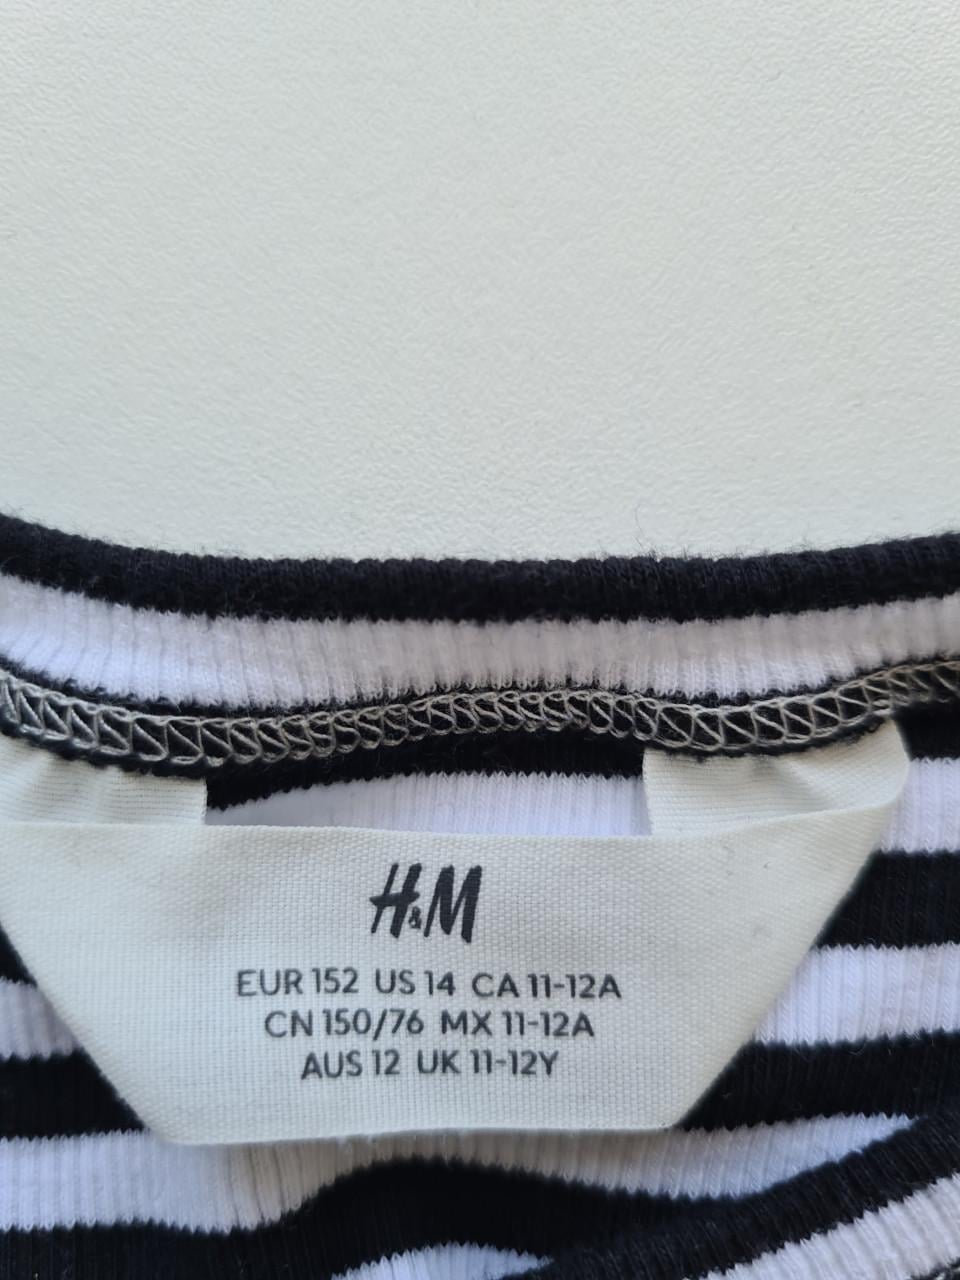 H&M
EUR 152 US 14 CA 11-12A
CN 150/76 MX 11-12A
AUS 12 UK 11-12Y